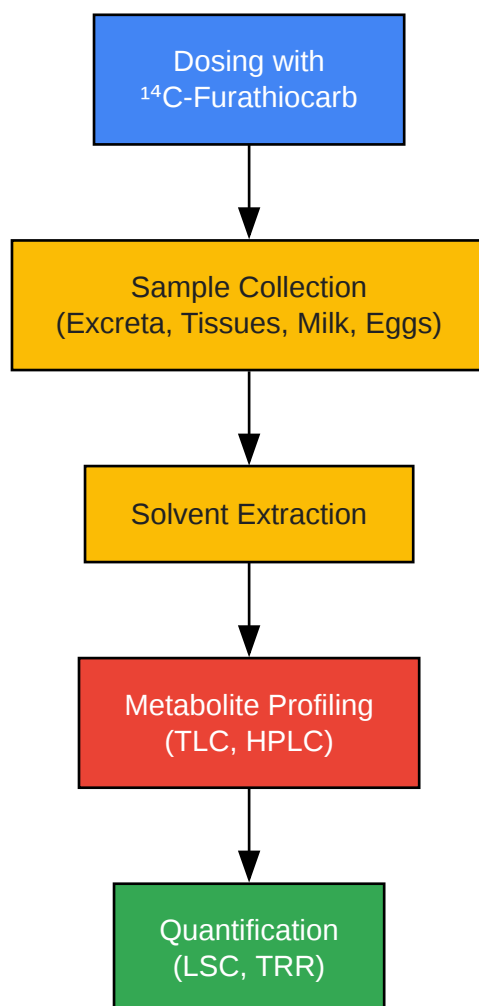 Dosing with
¹⁴C-Furathiocarb
Sample Collection
(Excreta, Tissues, Milk, Eggs)
Solvent Extraction
Metabolite Profiling
(TLC, HPLC)
Quantification
(LSC, TRR)